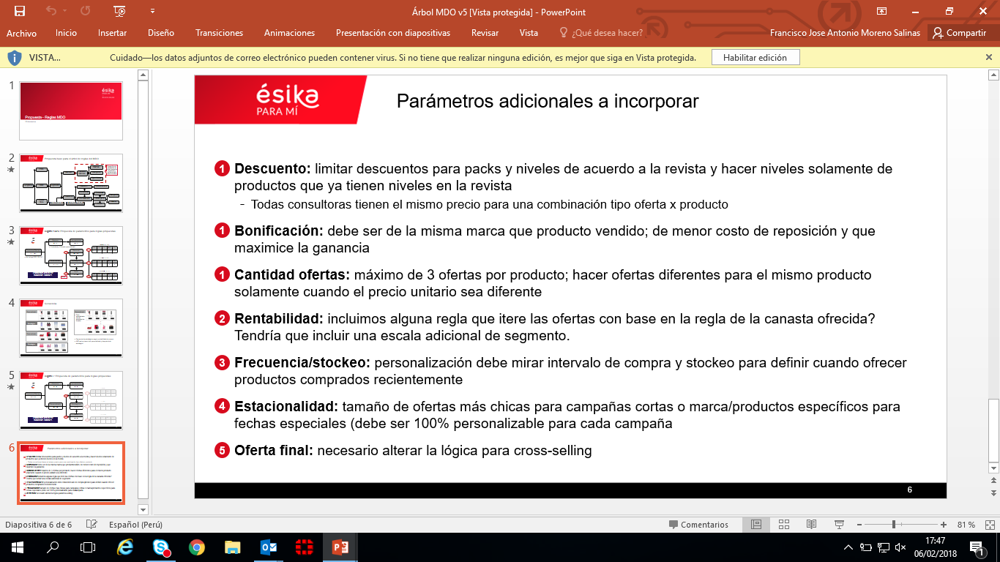 Árbol MDO v5 [Vista protegida] - PowerPoint
Archivo Inicio Insertar Diseño Transiciones Animaciones Presentación con diapositivas Revisar Vista ¿Qué desea hacer? Francisco Jose Antonio Moreno Salinas Compartir
VISTA... Cuidado—los datos adjuntos de correo electrónico pueden contener virus. Si no tiene que realizar ninguna edición, es mejor que siga en Vista protegida. Habilitar edición
1
ésika
Propuesta - Reglas MDO
2
3
4
5
6
ésika
PARA MÍ
Parámetros adicionales a incorporar
1 Descuento: limitar descuentos para packs y niveles de acuerdo a la revista y hacer niveles solamente de
productos que ya tienen niveles en la revista
- Todas consultoras tienen el mismo precio para una combinación tipo oferta x producto
1 Bonificación: debe ser de la misma marca que producto vendido; de menor costo de reposición y que
maximice la ganancia
1 Cantidad ofertas: máximo de 3 ofertas por producto; hacer ofertas diferentes para el mismo producto
solamente cuando el precio unitario sea diferente
2 Rentabilidad: incluimos alguna regla que itere las ofertas con base en la regla de la canasta ofrecida?
Tendría que incluir una escala adicional de segmento.
3 Frecuencia/stockeo: personalización debe mirar intervalo de compra y stockeo para definir cuando ofrecer
productos comprados recientemente
4 Estacionalidad: tamaño de ofertas más chicas para campañas cortas o marca/productos específicos para
fechas especiales (debe ser 100% personalizable para cada campaña
5 Oferta final: necesario alterar la lógica para cross-selling
6
Diapositiva 6 de 6 Español (Perú) Comentarios 81 %
17:47
06/02/2018
1